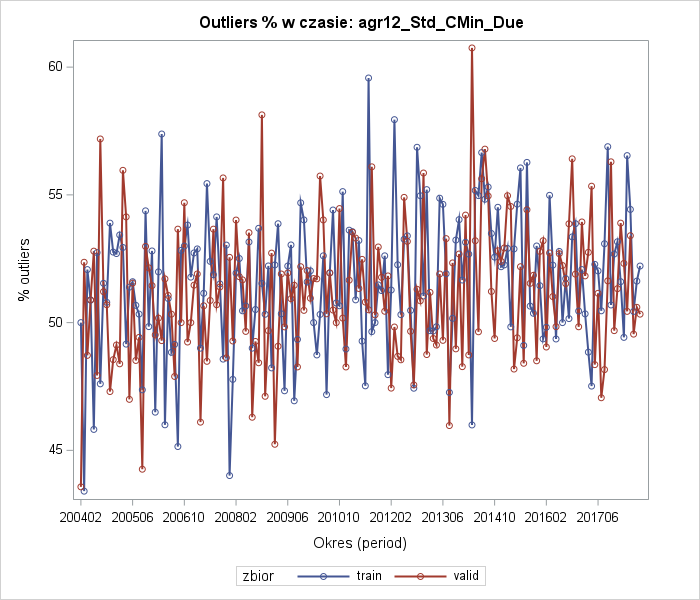 Outliers % w czasie: agr12_Std_CMin_Due
% outliers
60
55
50
45
200402 200506 200610 200802 200906 201010 201202 201306 201410 201602 201706
Okres (period)
zbior train valid